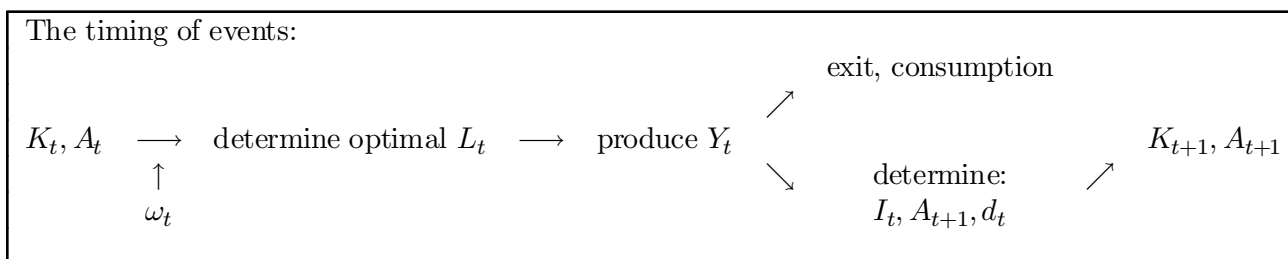 The timing of events:
exit, consumption
↗
K_t, A_t ⟶ determine optimal L_t ⟶ produce Y_t K_{t+1}, A_{t+1}
↑ ↘ determine: ↗
ω_t I_t, A_{t+1}, d_t